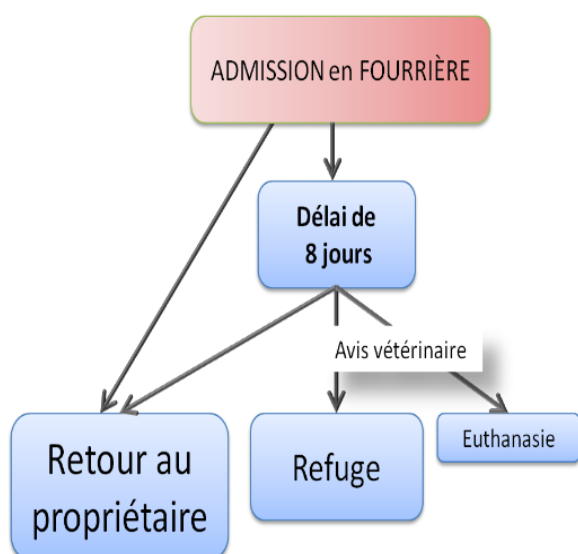 ADMISSION en FOURRIÈRE
Délai de
8 jours
Avis vétérinaire
Retour au
propriétaire
Refuge
Euthanasie